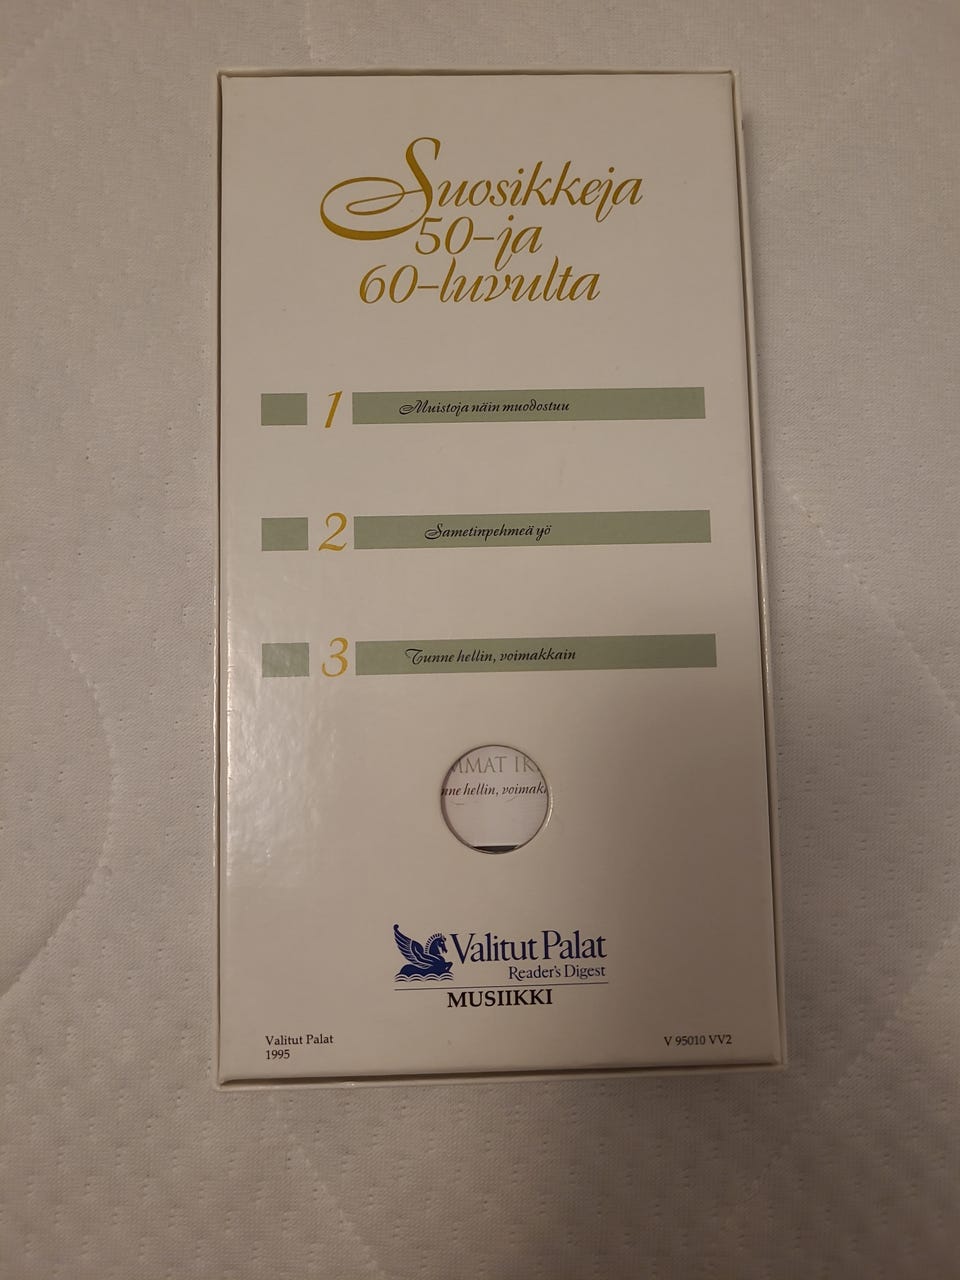 Suosikkeja
50-ja
60-luvulta
1 Muistoja näin muodostuu
2 Sametinpehmeä yö
3 Tunne hellin, voimakkain
hellin,
Valitut Palat
Reader's Digest
MUSIIKKI
Valitut Palat
1995
V 95010 VV2